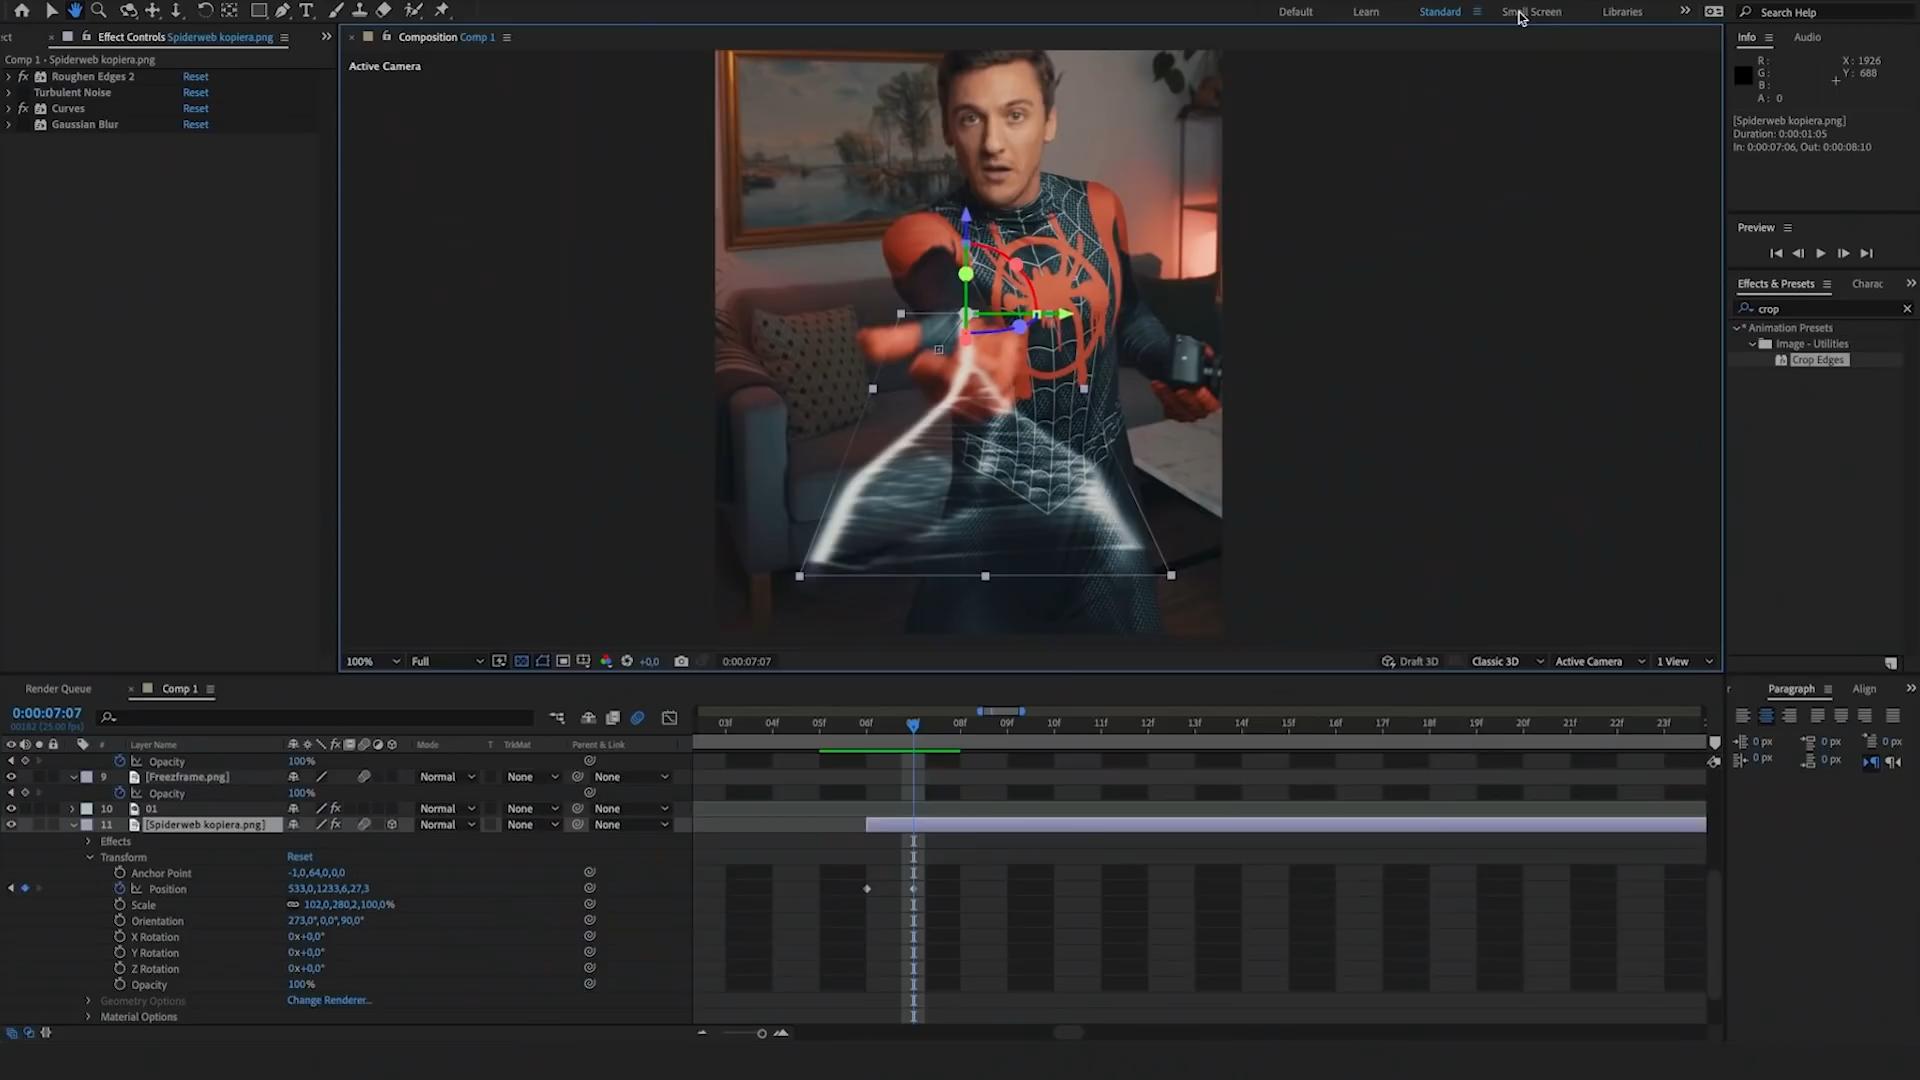 Default
Learn
Standard
Small Screen
Libraries
Search Help
Effect Controls Spiderweb kopiera.png
Composition Comp 1
Info
Audio
Comp 1 · Spiderweb kopiera.png
Roughen Edges 2
Reset
Turbulent Noise
Reset
Curves
Reset
Gaussian Blur
Reset
Active Camera
R:
G:
B:
A: 0
X: 1926
Y: 688
[Spiderweb kopiera.png]
Duration: 0:00:01:05
In: 0:00:07:06, Out: 0:00:08:10
Preview
Effects & Presets
Charac
crop
* Animation Presets
Image - Utilities
Crop Edges
100%
Full
+0,0
0:00:07:07
Draft 3D
Classic 3D
Active Camera
1 View
Render Queue
Comp 1
Paragraph
Align
0:00:07:07
00182 (25.00 fps)
03f 04f 05f 06f 07f 08f 09f 10f 11f 12f 13f 14f 15f 16f 17f 18f 19f 20f 21f 22f 23f
# Layer Name Mode T TrkMat Parent & Link
0 px 0 px 0 px
0 px 0 px
Opacity 100%
9 [Freezframe.png] Normal None None
Opacity 100%
10 01 Normal None None
11 [Spiderweb kopiera.png] Normal None None
Effects
Transform Reset
Anchor Point -1,0,64,0,0,0
Position 533,0,1233,6,27,3
Scale 102,0,280,2,100,0%
Orientation 273,0°,0,0°,90,0°
X Rotation 0x+0,0°
Y Rotation 0x+0,0°
Z Rotation 0x+0,0°
Opacity 100%
Geometry Options Change Renderer...
Material Options